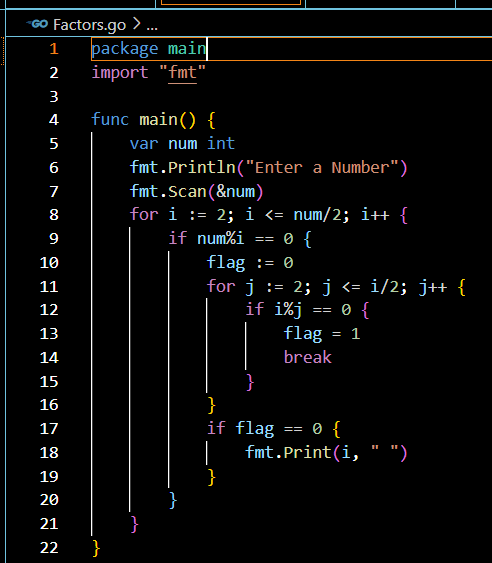 GO Factors.go > ...
1 package main
2 import "fmt"
3
4 func main() {
5     var num int
6     fmt.Println("Enter a Number")
7     fmt.Scan(&num)
8     for i := 2; i <= num/2; i++ {
9         if num%i == 0 {
10             flag := 0
11             for j := 2; j <= i/2; j++ {
12                 if i%j == 0 {
13                     flag = 1
14                     break
15                 }
16             }
17             if flag == 0 {
18                 fmt.Print(i, " ")
19             }
20         }
21     }
22 }